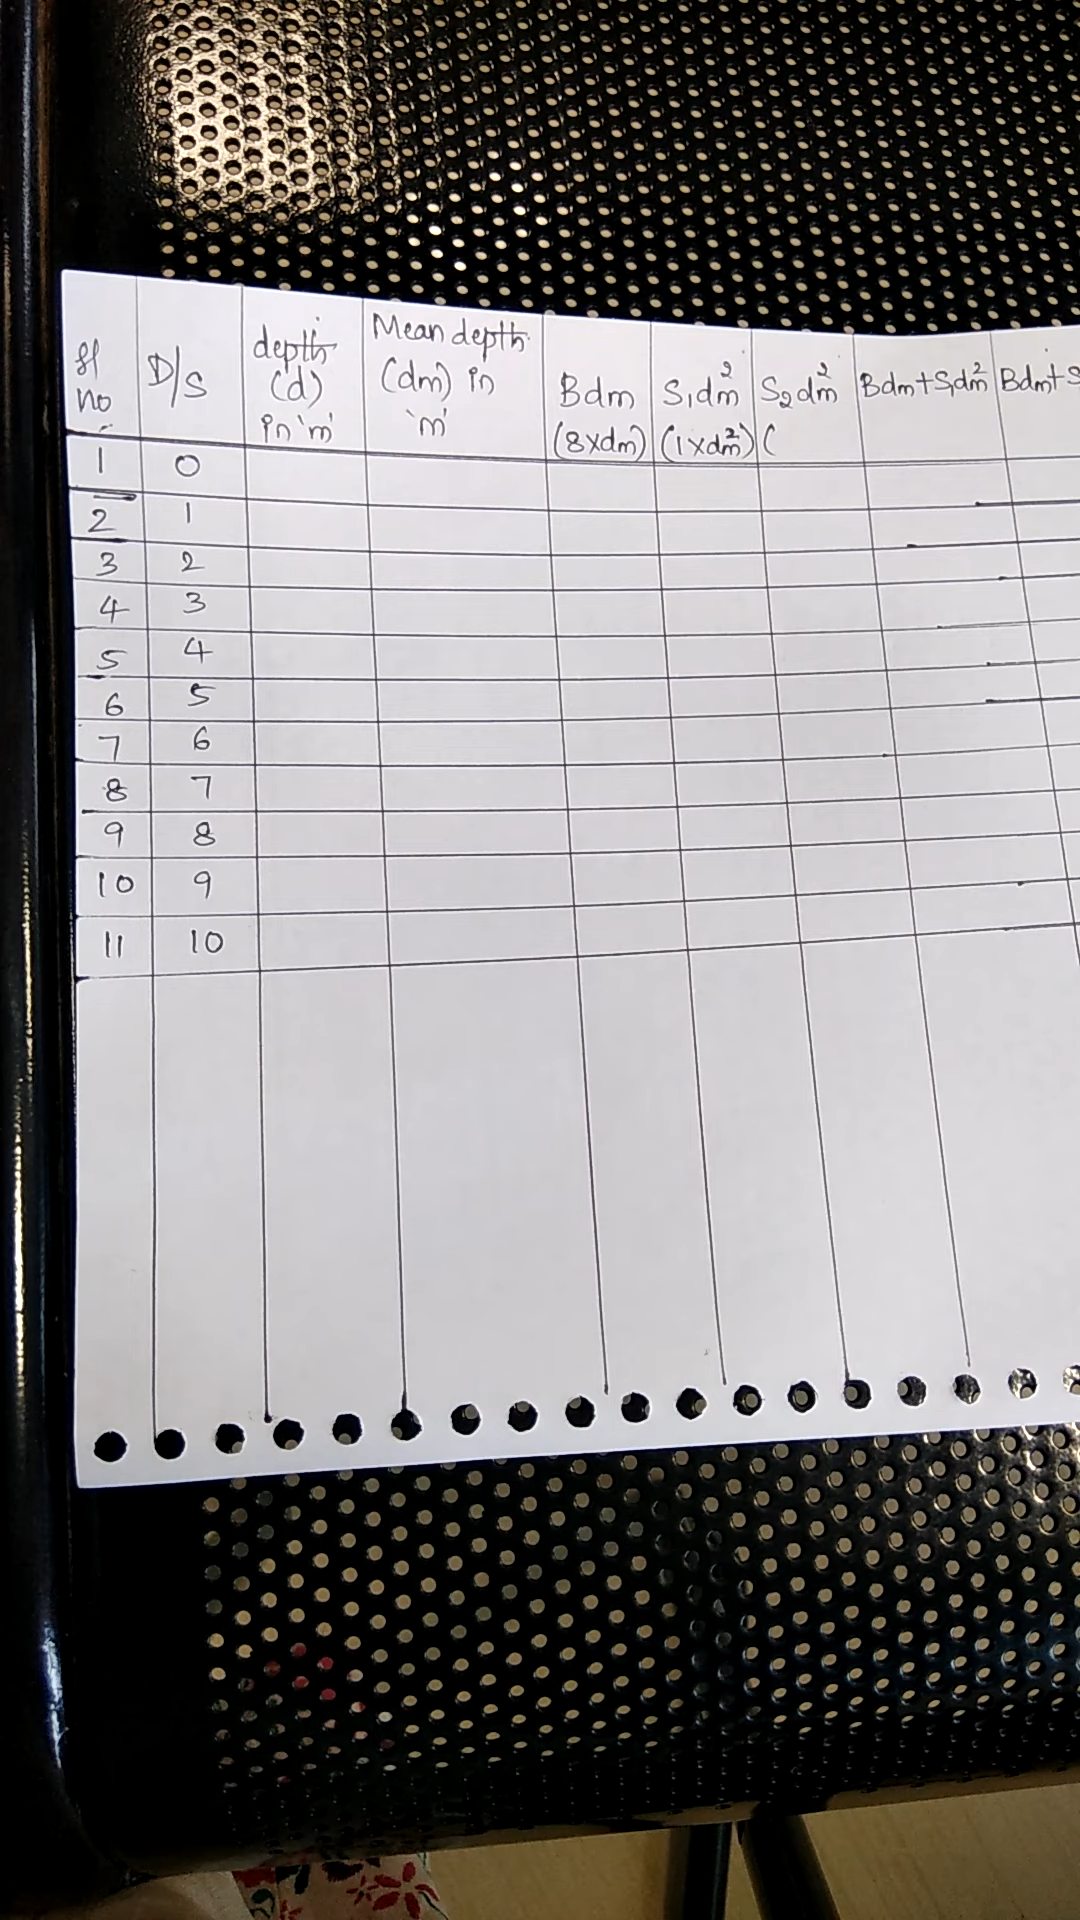 Sl no
D/S
depth (d) in 'm'
Mean depth (dm) in 'm'
Bdm (8xdm)
S₁dm² (1xdm²)
S₂dm² (
Bdm+S₁dm²
Bdm+S
1 0
2 1
3 2
4 3
5 4
6 5
7 6
8 7
9 8
10 9
11 10